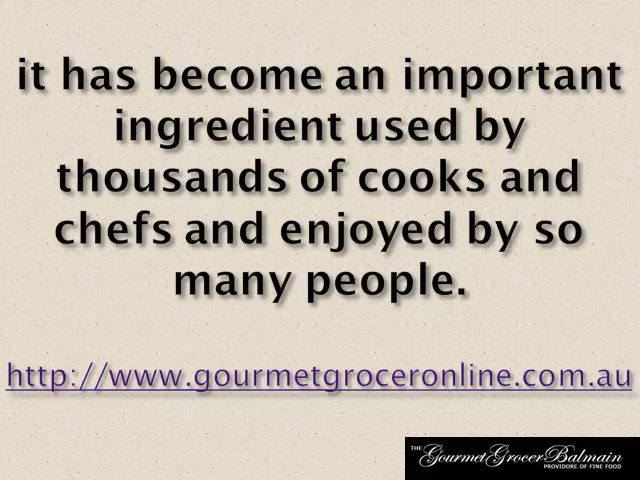 it has become an important
ingredient used by
thousands of cooks and
chefs and enjoyed by so
many people.
http://www.gourmetgroceronline.com.au
THE GourmetGrocerBalmain
PROVIDORE OF FINE FOOD